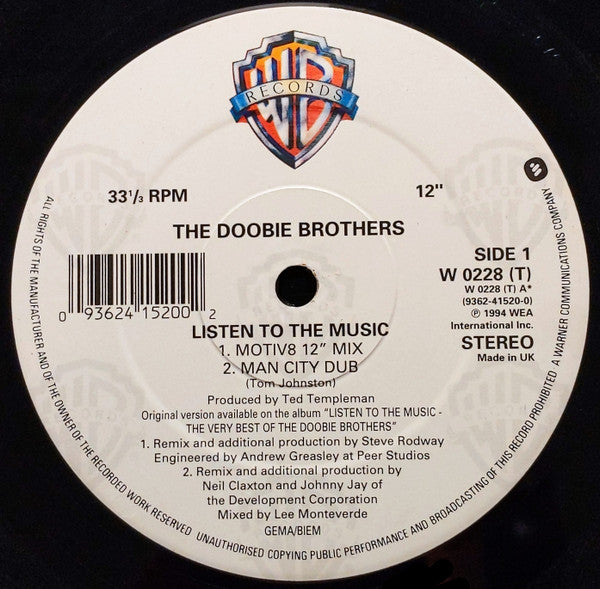 WB
RECORDS
33⅓ RPM
12"
THE DOOBIE BROTHERS
0 93624 15200 2
SIDE 1
W 0228 (T)
W 0228 (T) A*
(9362-41520-0)
℗ 1994 WEA
International Inc.
STEREO
Made in UK
LISTEN TO THE MUSIC
1. MOTIV8 12" MIX
2. MAN CITY DUB
(Tom Johnston)
Produced by Ted Templeman
Original version available on the album "LISTEN TO THE MUSIC -
THE VERY BEST OF THE DOOBIE BROTHERS"
1. Remix and additional production by Steve Rodway
Engineered by Andrew Greasley at Peer Studios
2. Remix and additional production by
Neil Claxton and Johnny Jay of
the Development Corporation
Mixed by Lee Monteverde
GEMA/BIEM
ALL RIGHTS OF THE MANUFACTURER AND OF THE OWNER OF THE RECORDED WORK RESERVED UNAUTHORISED COPYING PUBLIC PERFORMANCE AND BROADCASTING OF THIS RECORD PROHIBITED A WARNER COMMUNICATIONS COMPANY